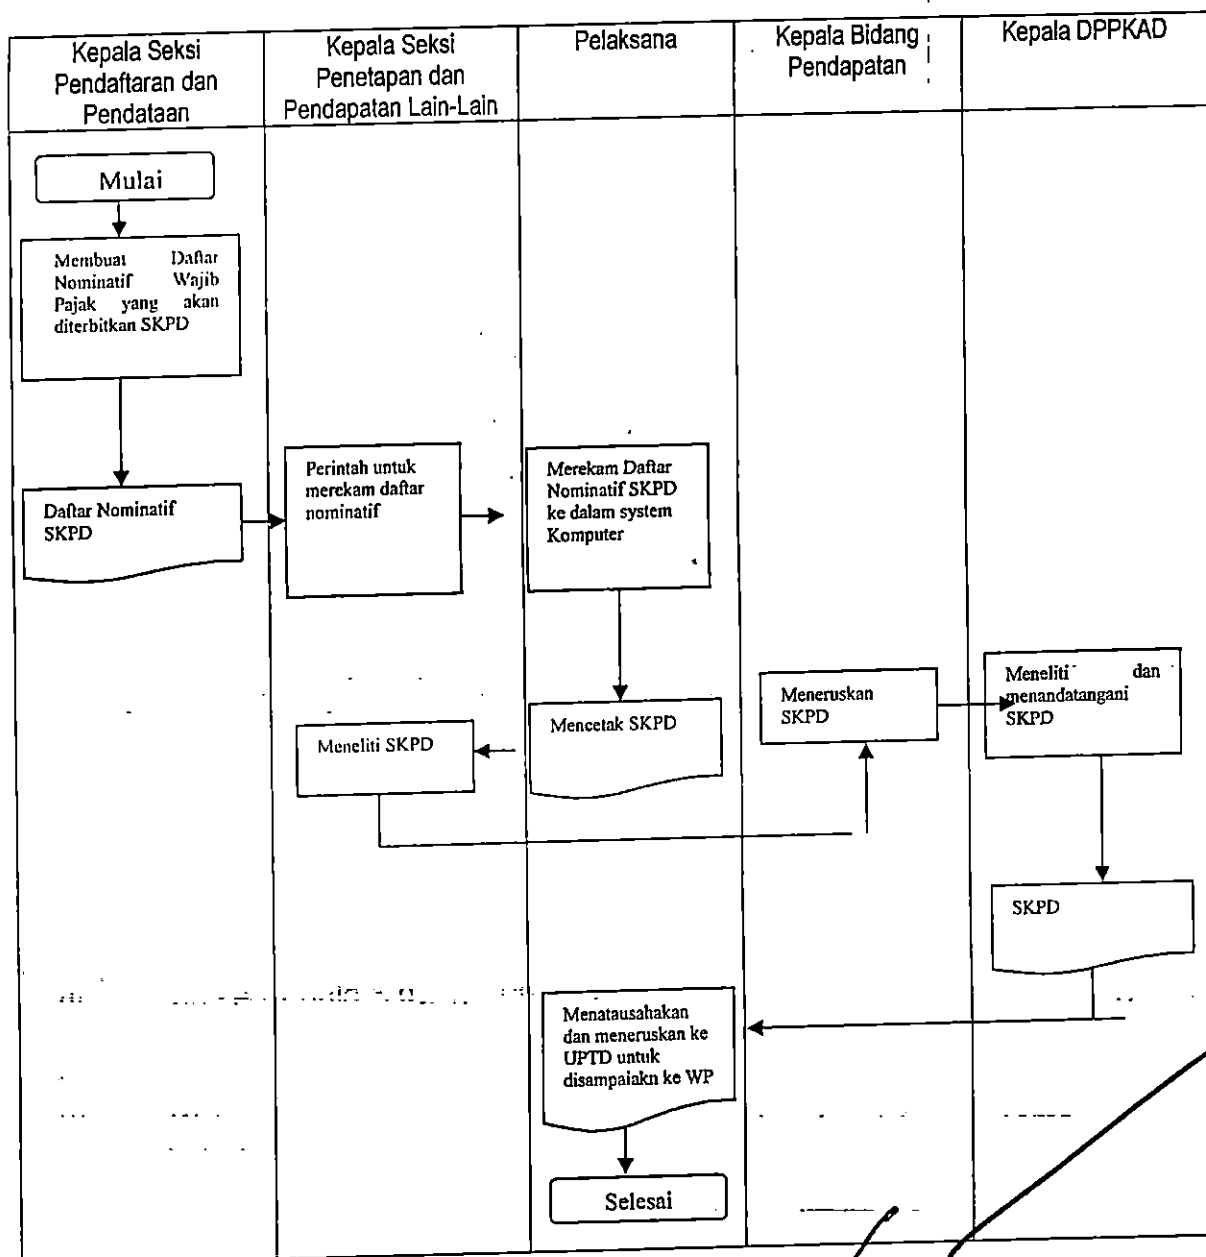 Kepala Seksi
Pendaftaran dan
Pendataan
Kepala Seksi
Penetapan dan
Pendapatan Lain-Lain
Pelaksana
Kepala Bidang
Pendapatan
Kepala DPPKAD
Mulai
Membuat Daftar
Nominatif Wajib
Pajak yang akan
diterbitkan SKPD
Daftar Nominatif
SKPD
Perintah untuk
merekam daftar
nominatif
Merekam Daftar
Nominatif SKPD
ke dalam system
Komputer
Mencetak SKPD
Meneliti SKPD
Meneruskan
SKPD
Meneliti dan
menandatangani
SKPD
SKPD
Menatausahakan
dan meneruskan ke
UPTD untuk
disampaiakn ke WP
Selesai